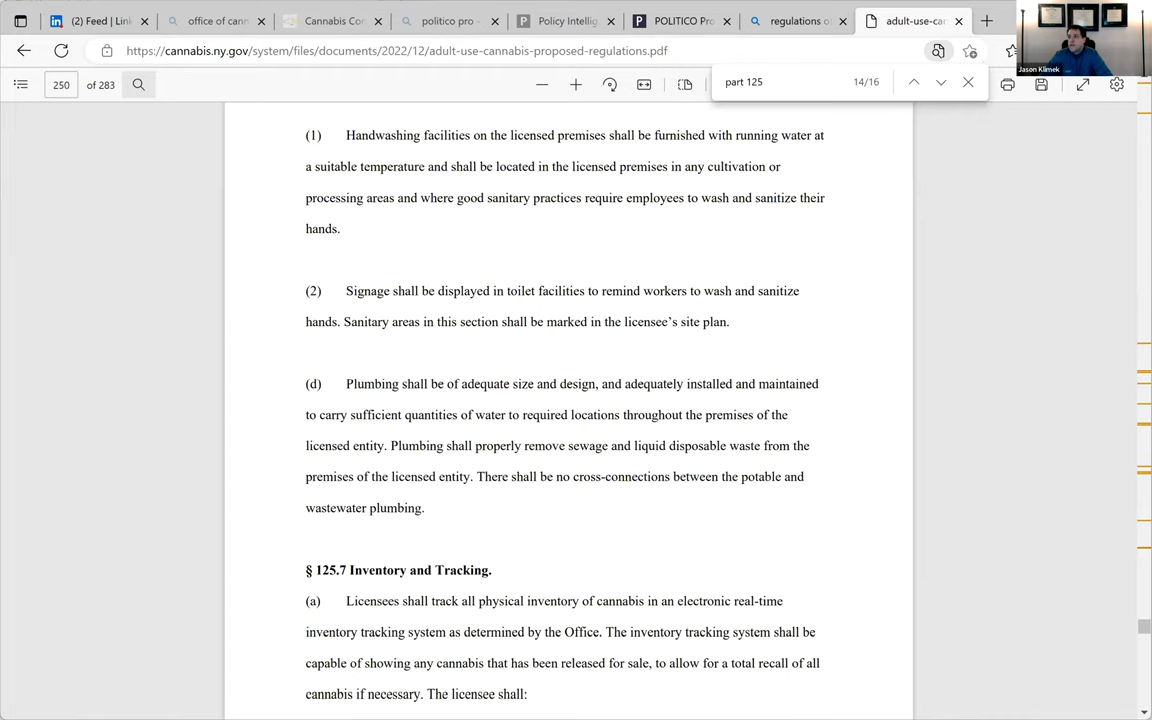 (2) Feed | Link
office of cann
Cannabis Con
politico pro -
Policy Intellig
POLITICO Pro
regulations of
adult-use-can
https://cannabis.ny.gov/system/files/documents/2022/12/adult-use-cannabis-proposed-regulations.pdf
250 of 283
part 125 14/16
Jason Klimek
(1) Handwashing facilities on the licensed premises shall be furnished with running water at
a suitable temperature and shall be located in the licensed premises in any cultivation or
processing areas and where good sanitary practices require employees to wash and sanitize their
hands.
(2) Signage shall be displayed in toilet facilities to remind workers to wash and sanitize
hands. Sanitary areas in this section shall be marked in the licensee’s site plan.
(d) Plumbing shall be of adequate size and design, and adequately installed and maintained
to carry sufficient quantities of water to required locations throughout the premises of the
licensed entity. Plumbing shall properly remove sewage and liquid disposable waste from the
premises of the licensed entity. There shall be no cross-connections between the potable and
wastewater plumbing.
§ 125.7 Inventory and Tracking.
(a) Licensees shall track all physical inventory of cannabis in an electronic real-time
inventory tracking system as determined by the Office. The inventory tracking system shall be
capable of showing any cannabis that has been released for sale, to allow for a total recall of all
cannabis if necessary. The licensee shall: